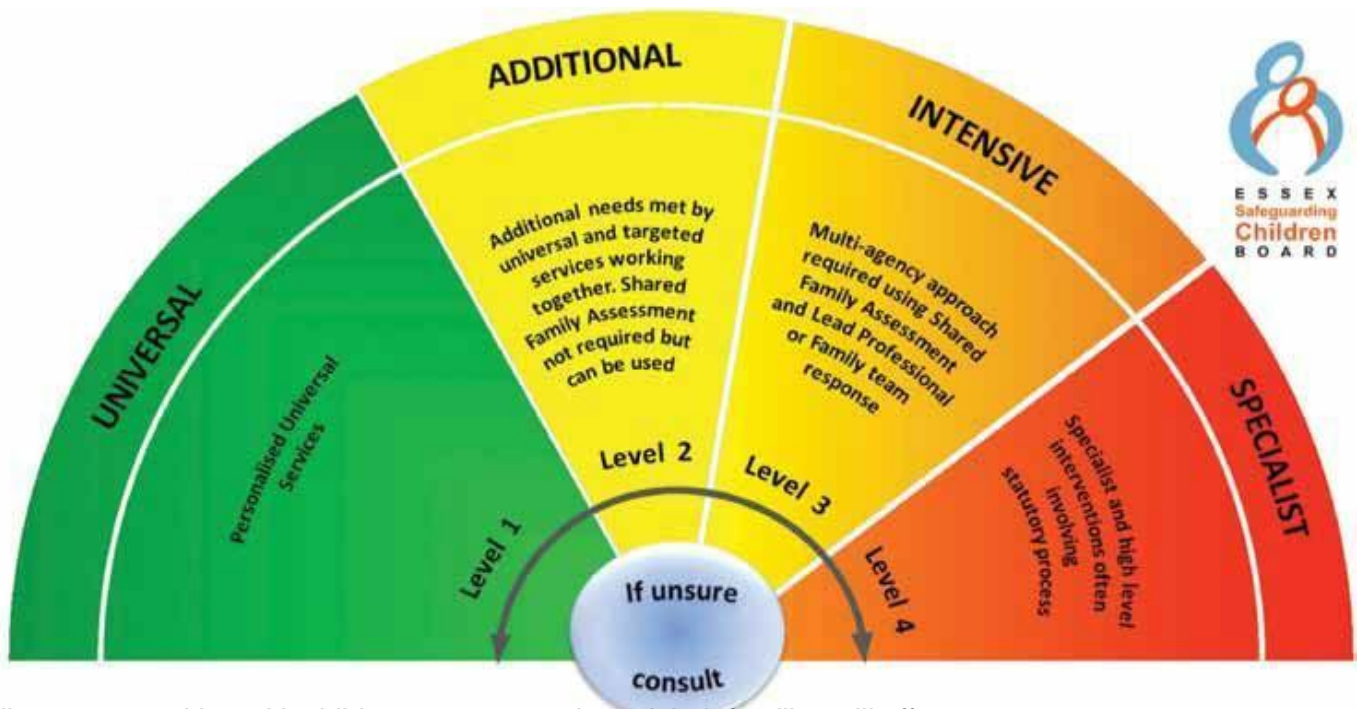 UNIVERSAL
Personalised Universal
Services
Level 1
ADDITIONAL
Additional needs met by
universal and targeted
services working
together. Shared
Family Assessment
not required but
can be used
Level 2
INTENSIVE
Multi-agency approach
required using Shared
Family Assessment
and Lead Professional
or Family team
response
Level 3
SPECIALIST
Specialist and high level
interventions often
involving
statutory process
Level 4
If unsure
consult
ESSEX
Safeguarding
Children
BOARD